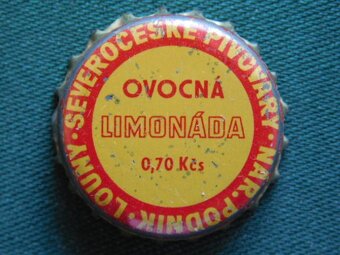 SEVEROČESKÉ PIVOVARY · NÁR. PODNIK · LOUNY ·
OVOCNÁ
LIMONÁDA
0,70 Kčs